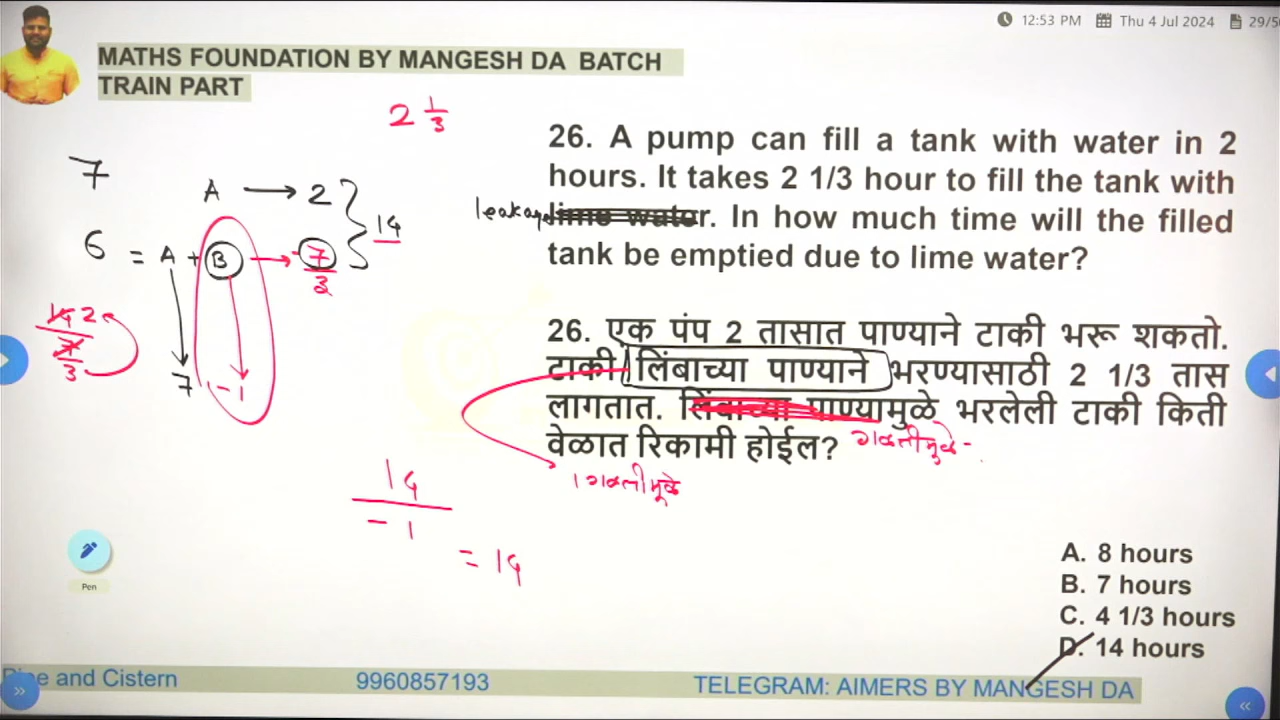 12:53 PM Thu 4 Jul 2024 29/5
MATHS FOUNDATION BY MANGESH DA BATCH
TRAIN PART
2 1/3
7
A → 2
14
6 = A + B → 7/3
14 2
7/3
7 -1
14
- 1
= 14
26. A pump can fill a tank with water in 2
hours. It takes 2 1/3 hour to fill the tank with
leakage lime water. In how much time will the filled
tank be emptied due to lime water?
26. एक पंप 2 तासात पाण्याने टाकी भरू शकतो.
टाकी लिंबाच्या पाण्याने भरण्यासाठी 2 1/3 तास
लागतात. लिंबाच्या पाण्यामुळे भरलेली टाकी किती
वेळात रिकामी होईल? गळतीमुळे
गळतीमुळे
A. 8 hours
B. 7 hours
C. 4 1/3 hours
D. 14 hours
Pen
Pipe and Cistern 9960857193 TELEGRAM: AIMERS BY MANGESH DA